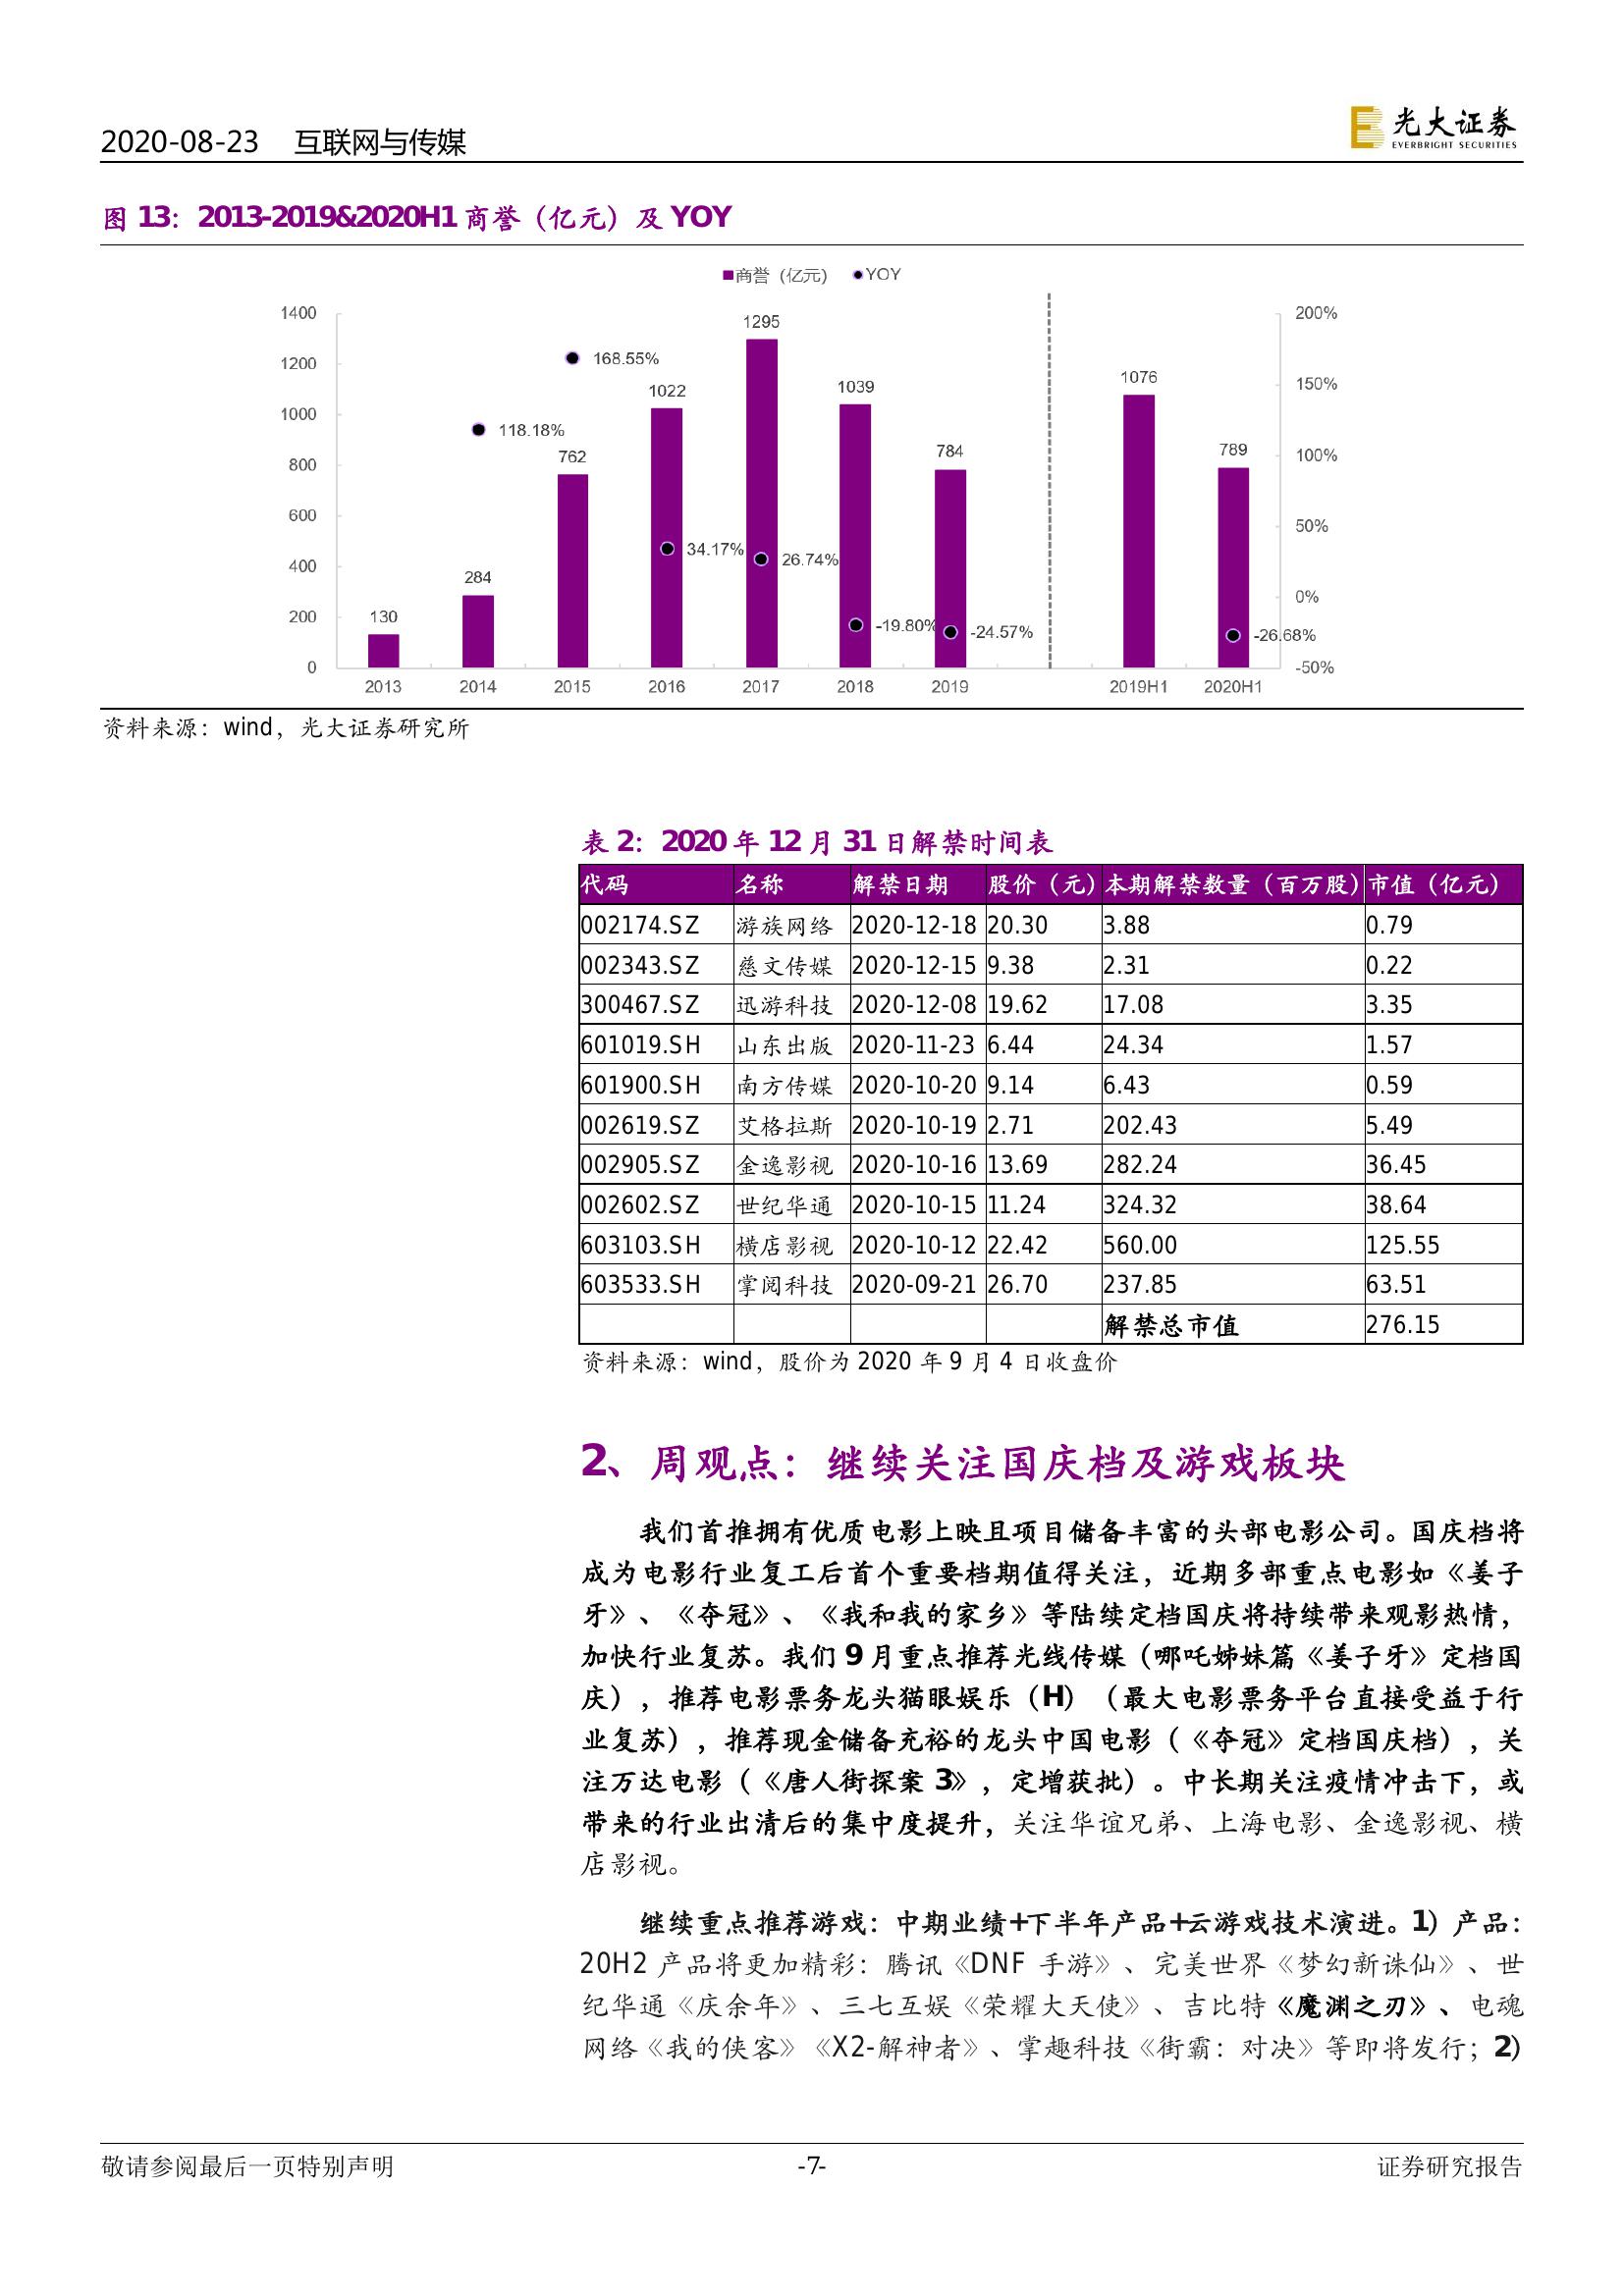 2020-08-23 互联网与传媒
光大证券
EVERBRIGHT SECURITIES
图 13：2013-2019&2020H1 商誉（亿元）及 YOY
商誉（亿元） YOY
1400 200%
1200 150%
1000 100%
800 50%
600 0%
400 -50%
200
0
130 284 762 1022 1295 1039 784 1076 789
118.18% 168.55% 34.17% 26.74% -19.80% -24.57% -26.68%
2013 2014 2015 2016 2017 2018 2019 2019H1 2020H1
资料来源：wind，光大证券研究所
表 2：2020 年 12 月 31 日解禁时间表
代码 名称 解禁日期 股价（元） 本期解禁数量（百万股） 市值（亿元）
002174.SZ 游族网络 2020-12-18 20.30 3.88 0.79
002343.SZ 慈文传媒 2020-12-15 9.38 2.31 0.22
300467.SZ 迅游科技 2020-12-08 19.62 17.08 3.35
601019.SH 山东出版 2020-11-23 6.44 24.34 1.57
601900.SH 南方传媒 2020-10-20 9.14 6.43 0.59
002619.SZ 艾格拉斯 2020-10-19 2.71 202.43 5.49
002905.SZ 金逸影视 2020-10-16 13.69 282.24 36.45
002602.SZ 世纪华通 2020-10-15 11.24 324.32 38.64
603103.SH 横店影视 2020-10-12 22.42 560.00 125.55
603533.SH 掌阅科技 2020-09-21 26.70 237.85 63.51
解禁总市值 276.15
资料来源：wind，股价为 2020 年 9 月 4 日收盘价
2、周观点：继续关注国庆档及游戏板块
我们首推拥有优质电影上映且项目储备丰富的头部电影公司。国庆档将
成为电影行业复工后首个重要档期值得关注，近期多部重点电影如《姜子
牙》、《夺冠》、《我和我的家乡》等陆续定档国庆将持续带来观影热情，
加快行业复苏。我们 9 月重点推荐光线传媒（哪吒姊妹篇《姜子牙》定档国
庆），推荐电影票务龙头猫眼娱乐（H）（最大电影票务平台直接受益于行
业复苏），推荐现金储备充裕的龙头中国电影（《夺冠》定档国庆档），关
注万达电影（《唐人街探案 3》，定增获批）。中长期关注疫情冲击下，或
带来的行业出清后的集中度提升，关注华谊兄弟、上海电影、金逸影视、横
店影视。
继续重点推荐游戏：中期业绩+下半年产品+云游戏技术演进。1）产品：
20H2 产品将更加精彩：腾讯《DNF 手游》、完美世界《梦幻新诛仙》、世
纪华通《庆余年》、三七互娱《荣耀大天使》、吉比特《魔渊之刃》、电魂
网络《我的侠客》《X2-解神者》、掌趣科技《街霸：对决》等即将发行；2）
敬请参阅最后一页特别声明 -7- 证券研究报告